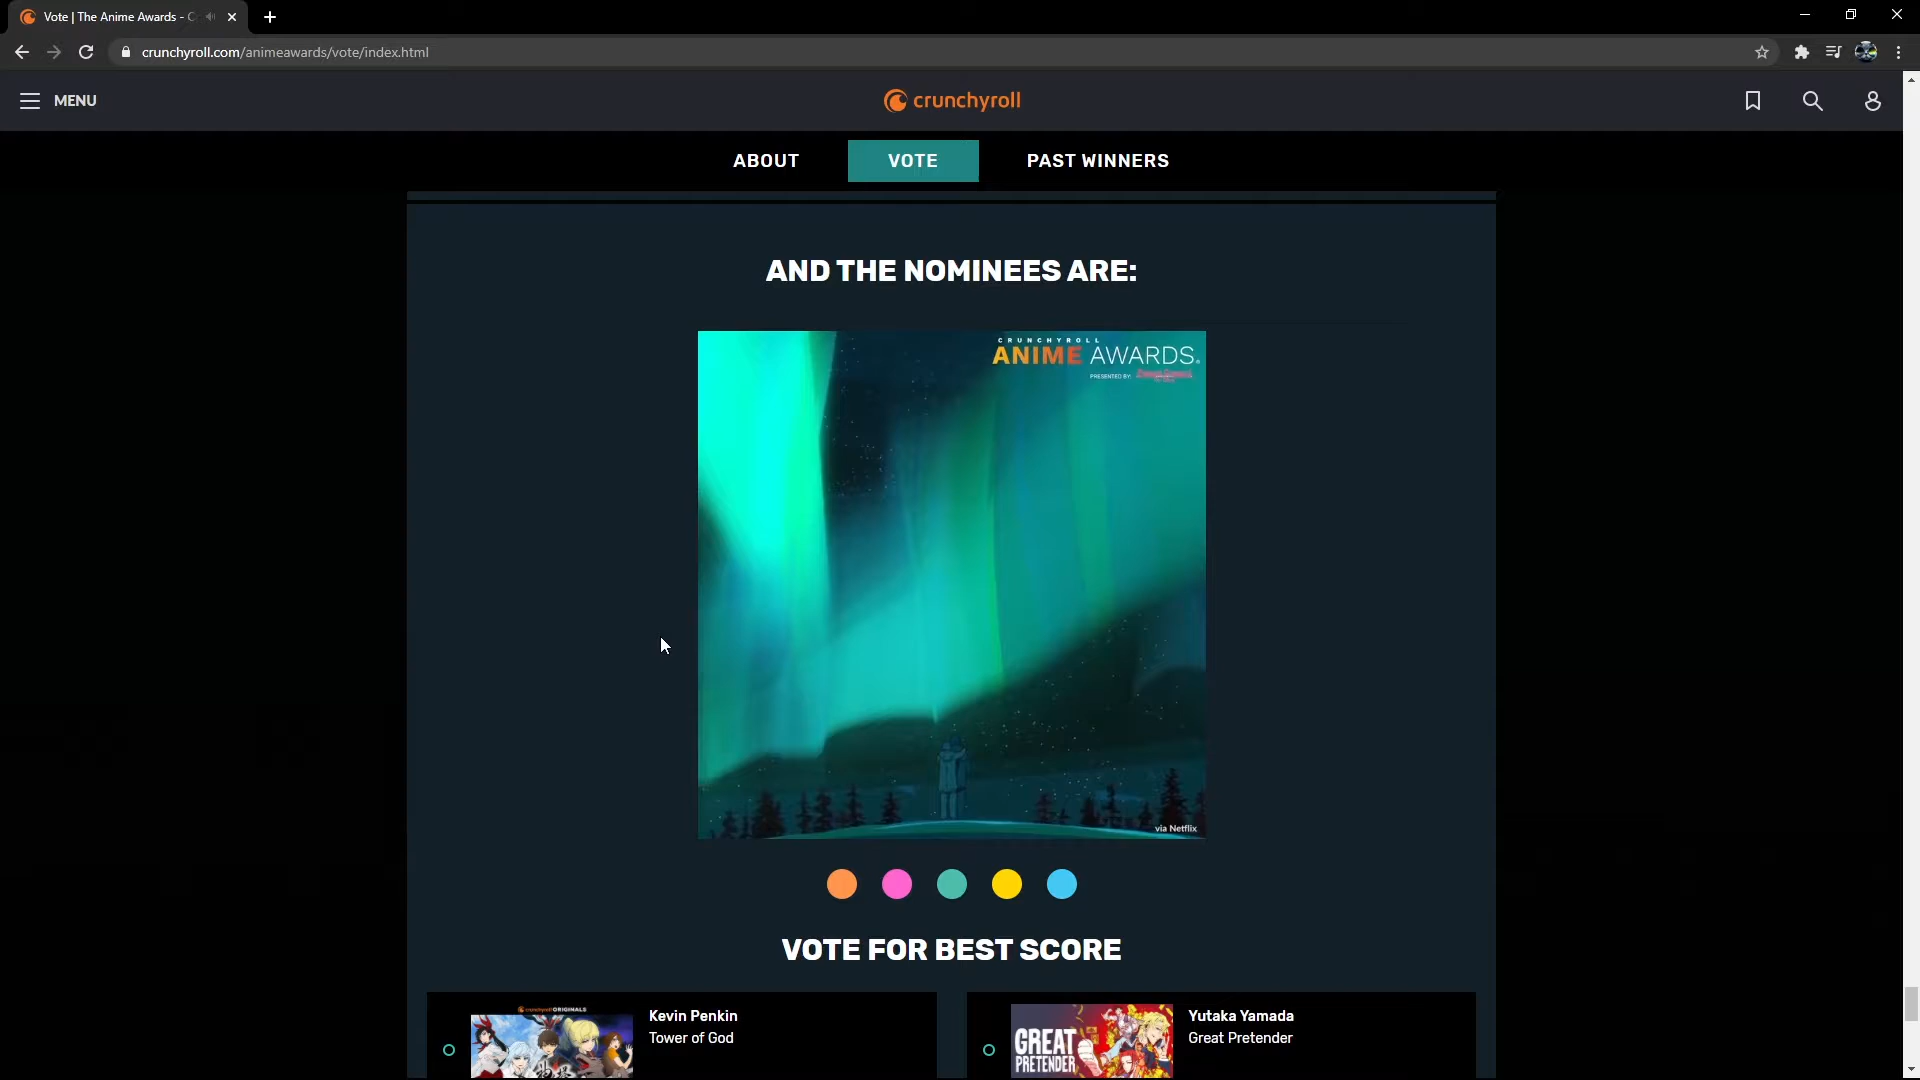 Vote | The Anime Awards - C
crunchyroll.com/animeawards/vote/index.html
MENU
crunchyroll
ABOUT
VOTE
PAST WINNERS
AND THE NOMINEES ARE:
CRUNCHYROLL
ANIME AWARDS
PRESENTED BY:
via Netflix
VOTE FOR BEST SCORE
crunchyroll ORIGINALS
Kevin Penkin
Tower of God
GREAT
PRETENDER
Yutaka Yamada
Great Pretender